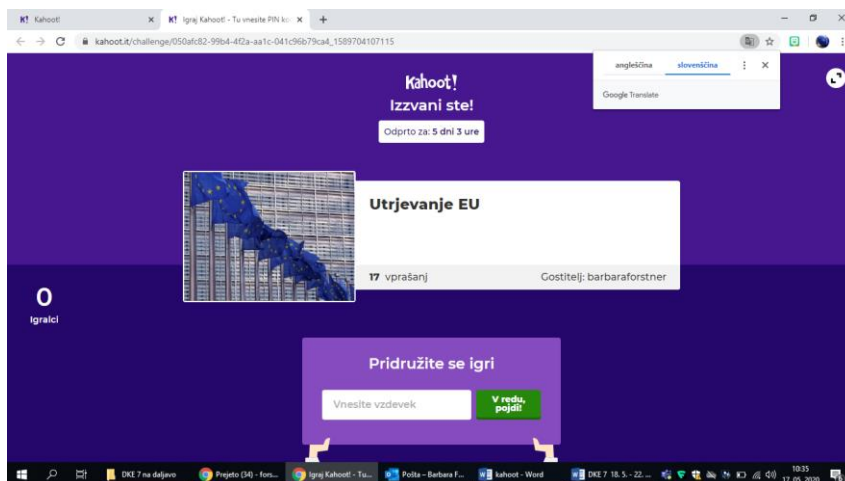 Kahoot!
Igraj Kahoot! - Tu vnesite PIN ko
kahoot.it/challenge/050afc82-99b4-4f2a-aa1c-041c96b79ca4_1589704107115
angleščina slovenščina
Google Translate
Kahoot!
Izzvani ste!
Odprto za: 5 dni 3 ure
Utrjevanje EU
17 vprašanj Gostitelj: barbaraforstner
0
Igralci
Pridružite se igri
Vnesite vzdevek
V redu,
pojdi!
DKE 7 na daljavo
Prejeto (34) - fors...
Igraj Kahoot! - Tu...
Pošta – Barbara F...
kahoot - Word
DKE 7 18. 5. - 22. ...
10:35
17. 05. 2020